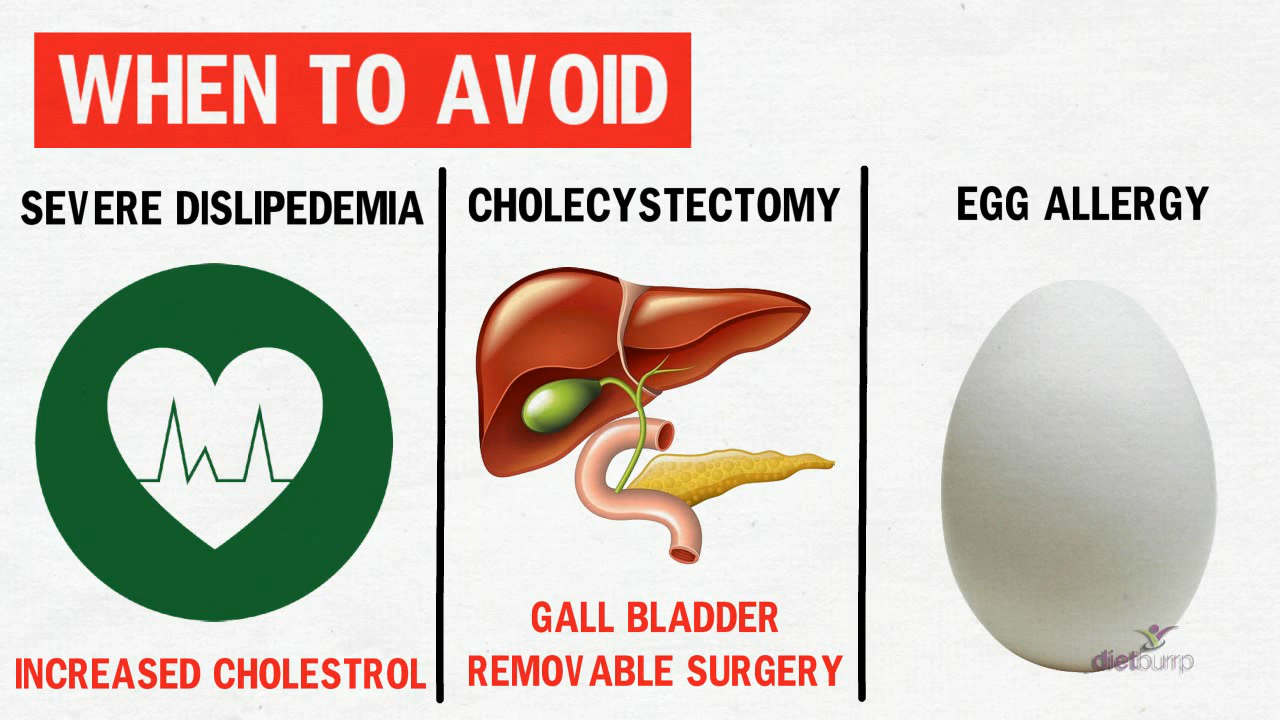 WHEN TO AVOID
SEVERE DISLIPEDEMIA
INCREASED CHOLESTROL
CHOLECYSTECTOMY
GALL BLADDER
REMOVABLE SURGERY
EGG ALLERGY
dietburrp